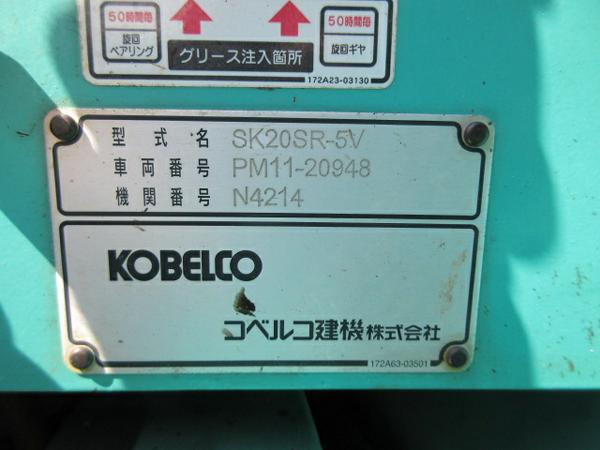 50時間毎 50時間毎
旋回 旋回ギヤ
ベアリング
グリース注入箇所
172A23-03130
型式名 SK20SR-5V
車両番号 PM11-20948
機関番号 N4214
KOBELCO
コベルコ建機株式会社
172A63-03501